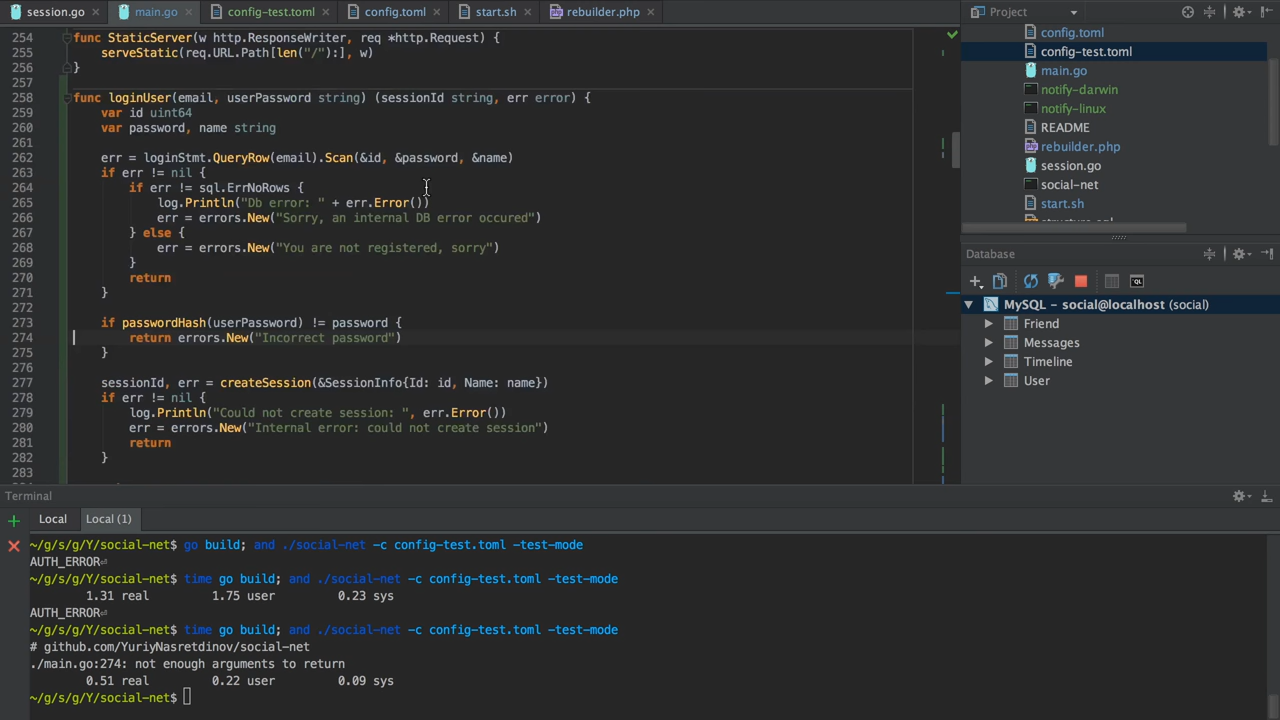 session.go
main.go
config-test.toml
config.toml
start.sh
rebuilder.php
Project
254 func StaticServer(w http.ResponseWriter, req *http.Request) {
255 serveStatic(req.URL.Path[len("/"):], w)
256 }
257
258 func loginUser(email, userPassword string) (sessionId string, err error) {
259 var id uint64
260 var password, name string
261
262 err = loginStmt.QueryRow(email).Scan(&id, &password, &name)
263 if err != nil {
264 if err != sql.ErrNoRows {
265 log.Println("Db error: " + err.Error())
266 err = errors.New("Sorry, an internal DB error occured")
267 } else {
268 err = errors.New("You are not registered, sorry")
269 }
270 return
271 }
272
273 if passwordHash(userPassword) != password {
274 return errors.New("Incorrect password")
275 }
276
277 sessionId, err = createSession(&SessionInfo{Id: id, Name: name})
278 if err != nil {
279 log.Println("Could not create session: ", err.Error())
280 err = errors.New("Internal error: could not create session")
281 return
282 }
283
config.toml
config-test.toml
main.go
notify-darwin
notify-linux
README
rebuilder.php
session.go
social-net
start.sh
structure.sql
Database
QL
MySQL - social@localhost (social)
Friend
Messages
Timeline
User
Terminal
Local
Local (1)
~/g/s/g/Y/social-net$ go build; and ./social-net -c config-test.toml -test-mode
AUTH_ERROR⏎
~/g/s/g/Y/social-net$ time go build; and ./social-net -c config-test.toml -test-mode
1.31 real 1.75 user 0.23 sys
AUTH_ERROR⏎
~/g/s/g/Y/social-net$ time go build; and ./social-net -c config-test.toml -test-mode
# github.com/YuriyNasretdinov/social-net
./main.go:274: not enough arguments to return
0.51 real 0.22 user 0.09 sys
~/g/s/g/Y/social-net$